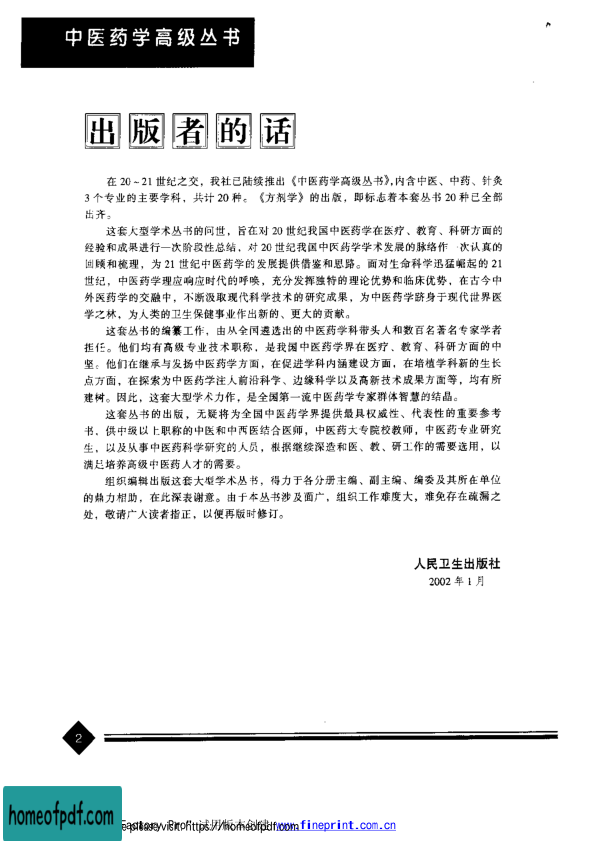 中医药学高级丛书
出版者的话
在 20～21 世纪之交，我社已陆续推出《中医药学高级丛书》，内含中医、中药、针灸
3 个专业的主要学科，共计 20 种。《方剂学》的出版，即标志着本套丛书 20 种已全部
出齐。
这套大型学术丛书的问世，旨在对 20 世纪我国中医药学在医疗、教育、科研方面的
经验和成果进行一次阶段性总结，对 20 世纪我国中医药学学术发展的脉络作一次认真的
回顾和梳理，为 21 世纪中医药学的发展提供借鉴和思路。面对生命科学迅猛崛起的 21
世纪，中医药学理应响应时代的呼唤，充分发挥独特的理论优势和临床优势，在古今中
外医药学的交融中，不断汲取现代科学技术的研究成果，为中医药学跻身于现代世界医
学之林，为人类的卫生保健事业作出新的、更大的贡献。
这套丛书的编纂工作，由从全国遴选出的中医药学科带头人和数百名著名专家学者
担任。他们均有高级专业技术职称，是我国中医药学界在医疗、教育、科研方面的中
坚。他们在继承与发扬中医药学方面，在促进学科内涵建设方面，在培植学科新的生长
点方面，在探索为中医药学注入前沿科学、边缘科学以及高新技术成果方面等，均有所
建树。因此，这套大型学术力作，是全国第一流中医药学专家群体智慧的结晶。
这套丛书的出版，无疑将为全国中医药学界提供最具权威性、代表性的重要参考
书，供中级以上职称的中医和中西医结合医师，中医药大专院校教师，中医药专业研究
生，以及从事中医药科学研究的人员，根据继续深造和医、教、研工作的需要选用，以
满足培养高级中医药人才的需要。
组织编辑出版这套大型学术丛书，得力于各分册主编、副主编、编委及其所在单位
的鼎力相助，在此深表谢意。由于本丛书涉及面广，组织工作难度大，难免存在疏漏之
处，敬请广大读者指正，以便再版时修订。
人民卫生出版社
2002 年 1 月
2
homeofpdf.com
Factory Pro" 试用版本创建 www.fineprint.com.cn
please visit: https://homeofpdf.com